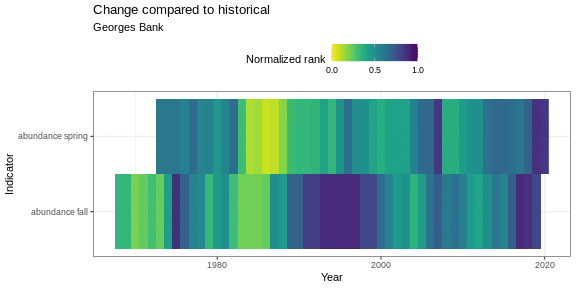 Change compared to historical
Georges Bank
Normalized rank
0.0 0.5 1.0
abundance spring
abundance fall
Indicator
1980 2000 2020
Year